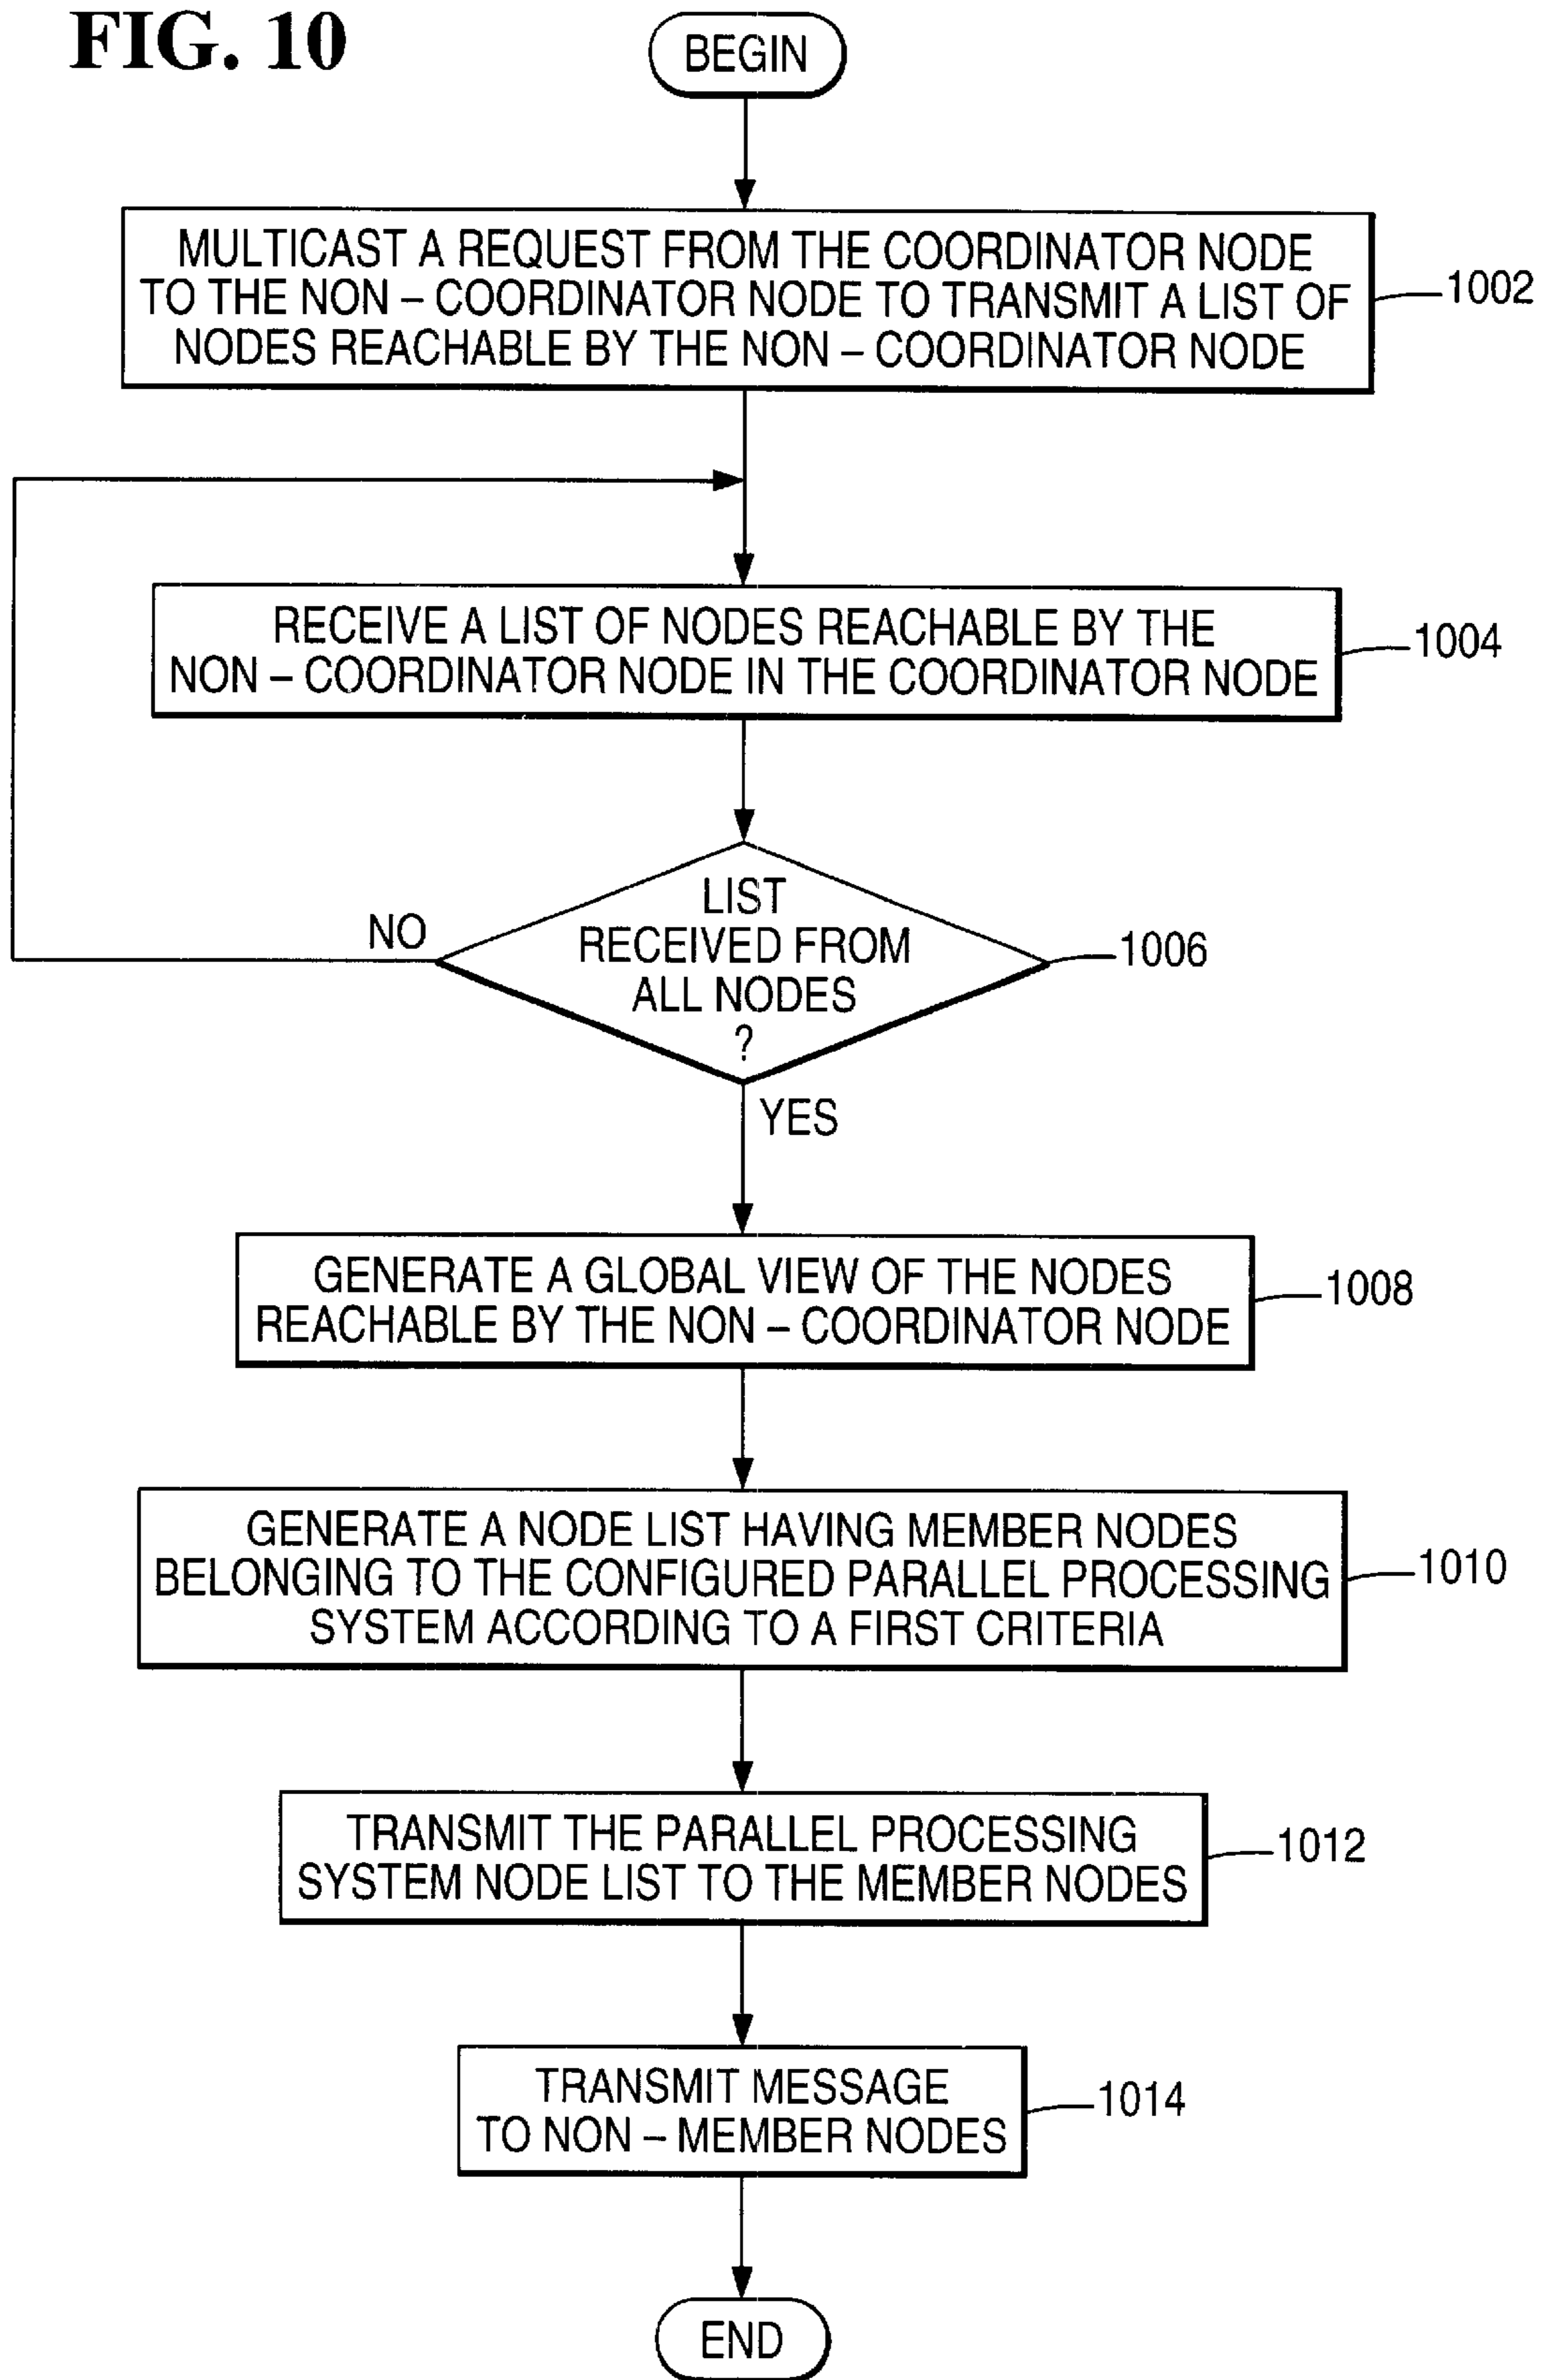 FIG. 10
BEGIN
MULTICAST A REQUEST FROM THE COORDINATOR NODE
TO THE NON – COORDINATOR NODE TO TRANSMIT A LIST OF
NODES REACHABLE BY THE NON – COORDINATOR NODE
1002
RECEIVE A LIST OF NODES REACHABLE BY THE
NON – COORDINATOR NODE IN THE COORDINATOR NODE
1004
LIST
RECEIVED FROM
ALL NODES
?
NO
1006
YES
GENERATE A GLOBAL VIEW OF THE NODES
REACHABLE BY THE NON – COORDINATOR NODE
1008
GENERATE A NODE LIST HAVING MEMBER NODES
BELONGING TO THE CONFIGURED PARALLEL PROCESSING
SYSTEM ACCORDING TO A FIRST CRITERIA
1010
TRANSMIT THE PARALLEL PROCESSING
SYSTEM NODE LIST TO THE MEMBER NODES
1012
TRANSMIT MESSAGE
TO NON – MEMBER NODES
1014
END